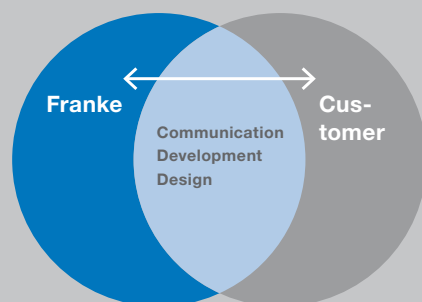 Franke
Cus-
tomer
Communication
Development
Design